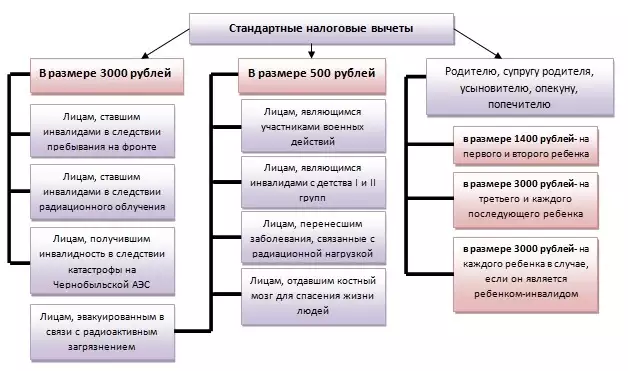 Стандартные налоговые вычеты
В размере 3000 рублей
Лицам, ставшим
инвалидами в следствии
пребывания на фронте
Лицам, ставшим
инвалидами в следствии
радиационного облучения
Лицам, получившим
инвалидность в следствии
катастрофы на
Чернобыльской АЭС
Лицам, эвакуированным в
связи с радиоактивным
загрязнением
В размере 500 рублей
Лицам, являющимся
участниками военных
действий
Лицам, являющимся
инвалидами с детства I и II
групп
Лицам, перенесшим
заболевания, связанные с
радиационной нагрузкой
Лицам, отдавшим костный
мозг для спасения жизни
людей
Родителю, супругу родителя,
усыновителю, опекуну,
попечителю
в размере 1400 рублей- на
первого и второго ребенка
в размере 3000 рублей- на
третьего и каждого
последующего ребенка
в размере 3000 рублей- на
каждого ребенка в случае,
если он является
ребенком-инвалидом